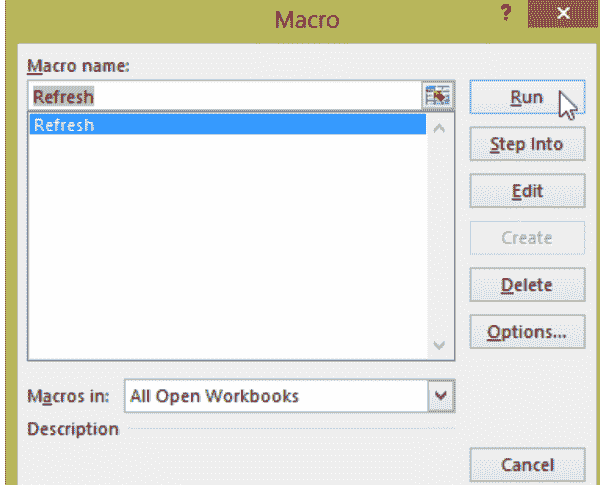 Macro
?
Macro name:
Refresh
Refresh
Run
Step Into
Edit
Create
Delete
Options...
Macros in: All Open Workbooks
Description
Cancel